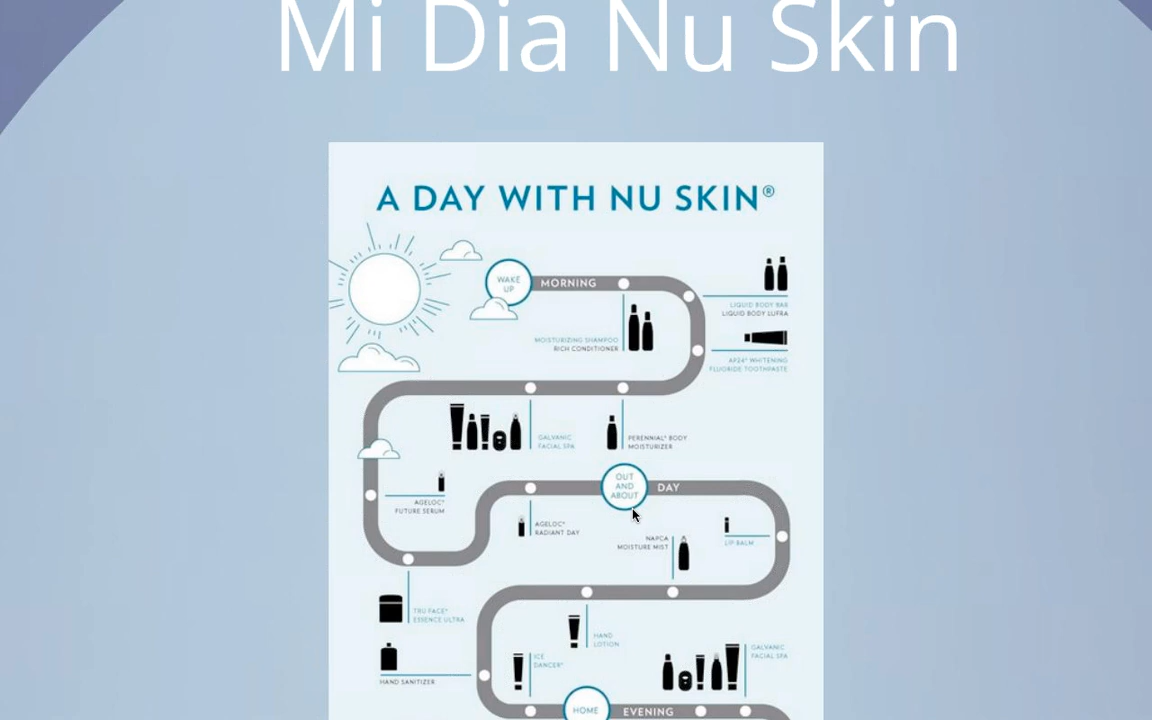 Mi Dia Nu Skin
A DAY WITH NU SKIN®
WAKE
UP
MORNING
LIQUID BODY BAR
LIQUID BODY LUFRA
MOISTURIZING SHAMPOO
RICH CONDITIONER
AP24® WHITENING
FLUORIDE TOOTHPASTE
GALVANIC
FACIAL SPA
PERENNIAL® BODY
MOISTURIZER
OUT
AND
ABOUT
DAY
AGELOC®
FUTURE SERUM
AGELOC®
RADIANT DAY
NAPCA
MOISTURE MIST
LIP BALM
TRU FACE®
ESSENCE ULTRA
HAND
LOTION
ICE
DANCER®
GALVANIC
FACIAL SPA
HAND SANITIZER
HOME
EVENING